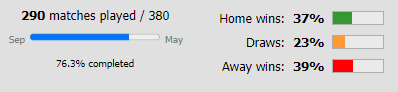 290 matches played / 380
Sep May
76.3% completed
Home wins: 37%
Draws: 23%
Away wins: 39%